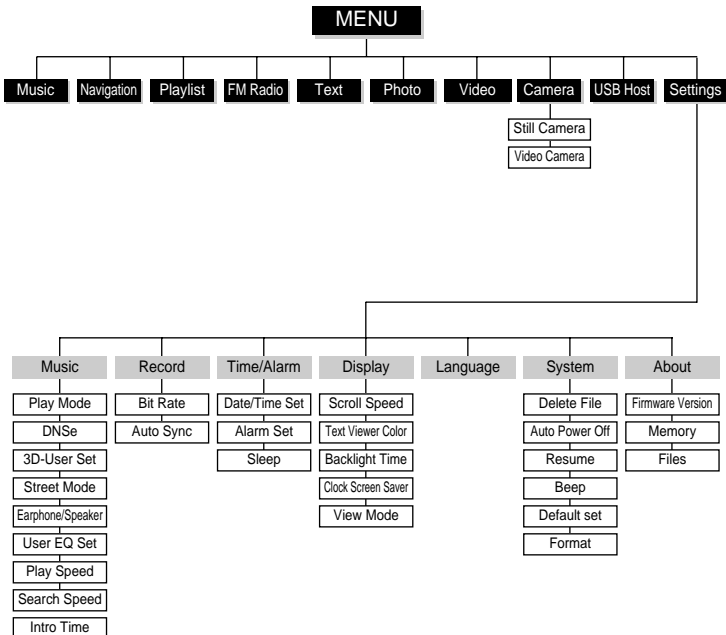 MENU
Music Navigation Playlist FM Radio Text Photo Video Camera USB Host Settings
Still Camera
Video Camera
Music Record Time/Alarm Display Language System About
Play Mode Bit Rate Date/Time Set Scroll Speed Delete File Firmware Version
DNSe Auto Sync Alarm Set Text Viewer Color Auto Power Off Memory
3D-User Set Sleep Backlight Time Resume Files
Street Mode Clock Screen Saver Beep
Earphone/Speaker View Mode Default set
User EQ Set Format
Play Speed
Search Speed
Intro Time